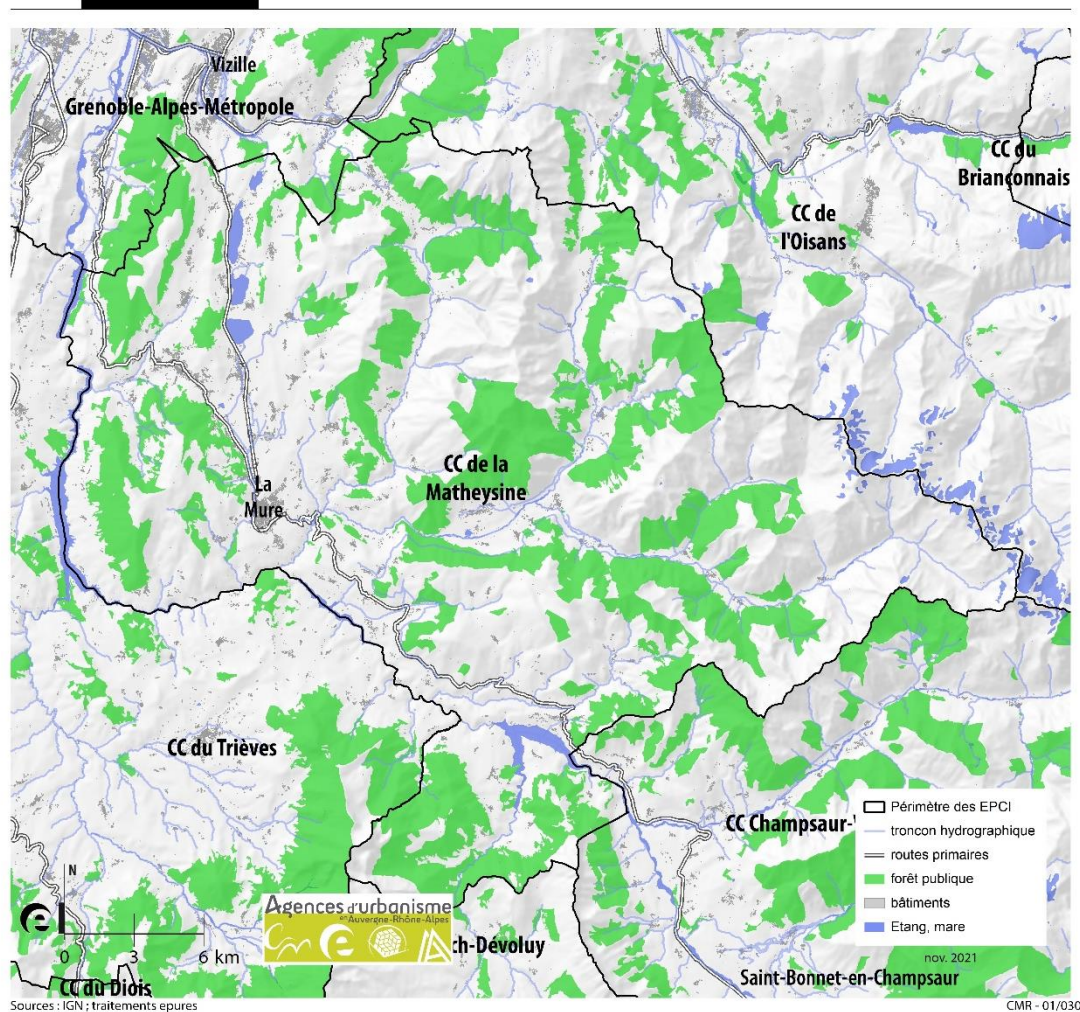 Vizille
Grenoble-Alpes-Métropole
CC du
Briançonnais
CC de
l'Oisans
CC de la
Matheysine
La
Mure
CC du Trièves
CC Champsaur-
Périmètre des EPCI
troncon hydrographique
routes primaires
forêt publique
bâtiments
Etang, mare
nov. 2021
N
0 3 6 km
Agences d'urbanisme
en Auvergne-Rhône-Alpes
ch-Dévoluy
Saint-Bonnet-en-Champsaur
CC du Diois
Sources : IGN ; traitements epures
CMR - 01/030